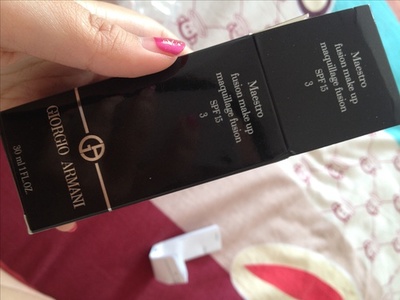 Maestro
fusion make up
maquillage fusion
SPF 15
3
Maestro
fusion make up
maquillage fusion
SPF 15
3
GIORGIO ARMANI
30 ml 1 FL.OZ